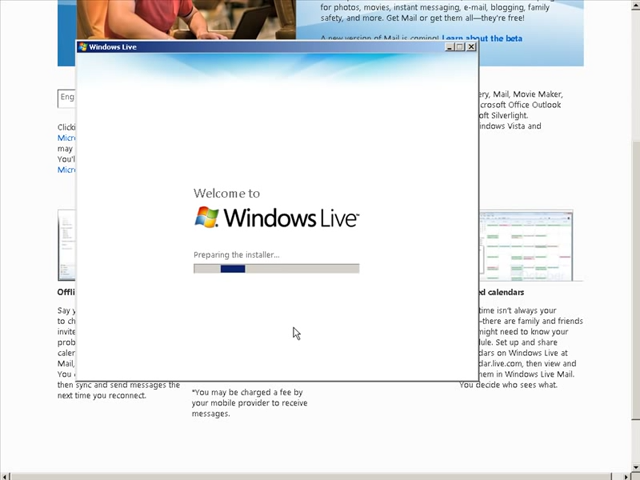 for photos, movies, instant messaging, e-mail, blogging, family
safety, and more. Get Mail or get them all—they're free!
A new version of Mail is coming! Learn about the beta
Windows Live
Eng
ery, Mail, Movie Maker,
crosoft Office Outlook
oft Silverlight.
indows Vista and
Clicki
Micro
may
You'l
Micro
Welcome to
Windows Live
Preparing the installer...
Offli
ed calendars
Say y
to ch
invite
prob
caler
Mail,
You
then sync and send messages the
next time you reconnect.
*You may be charged a fee by
your mobile provider to receive
messages.
time isn't always your
—there are family and friends
might need to know your
dule. Set up and share
dars on Windows Live at
dar.live.com, then view and
em in Windows Live Mail.
You decide who sees what.